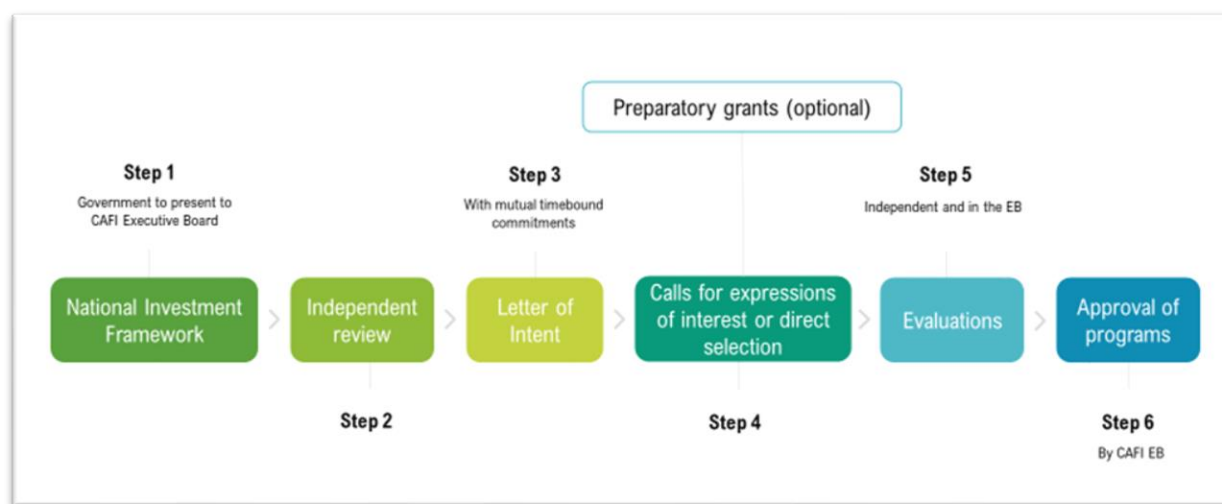 Preparatory grants (optional)
Step 1
Government to present to
CAFI Executive Board
Step 3
With mutual timebound
commitments
Step 5
Independent and in the EB
National Investment
Framework
Independent
review
Letter of
Intent
Calls for expressions
of interest or direct
selection
Evaluations
Approval of
programs
Step 2
Step 4
Step 6
By CAFI EB